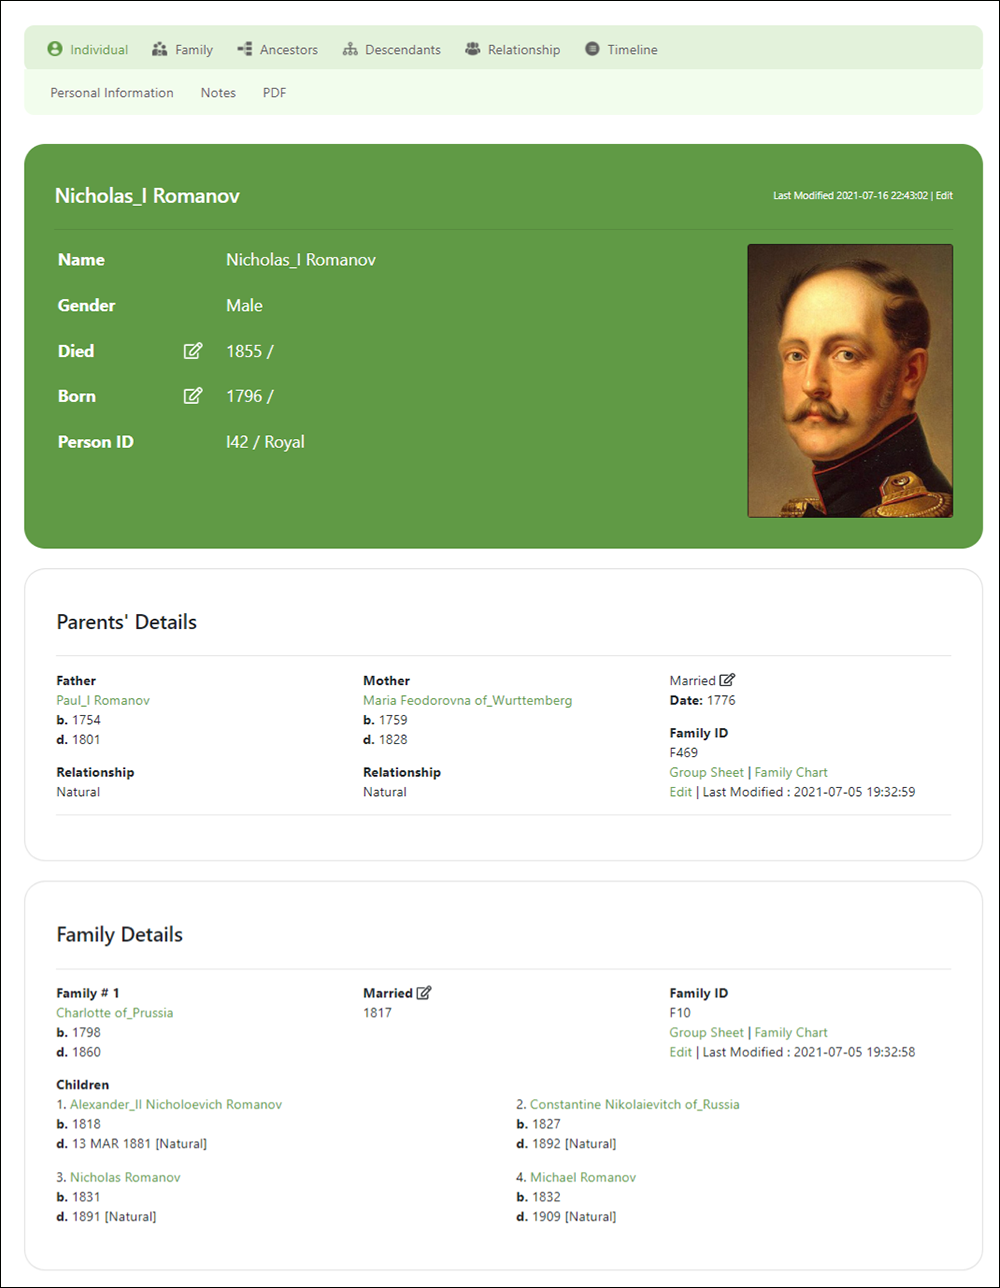 Individual Family Ancestors Descendants Relationship Timeline
Personal Information Notes PDF
Nicholas_I Romanov Last Modified 2021-07-16 22:43:02 | Edit
Name Nicholas_I Romanov
Gender Male
Died 1855 /
Born 1796 /
Person ID I42 / Royal
Parents' Details
Father Mother Married
Paul_I Romanov Maria Feodorovna of_Wurttemberg Date: 1776
b. 1754 b. 1759
d. 1801 d. 1828 Family ID
F469
Relationship Relationship Group Sheet | Family Chart
Natural Natural Edit | Last Modified : 2021-07-05 19:32:59
Family Details
Family # 1 Married Family ID
Charlotte of_Prussia 1817 F10
b. 1798 Group Sheet | Family Chart
d. 1860 Edit | Last Modified : 2021-07-05 19:32:58
Children
1. Alexander_II Nicholoevich Romanov 2. Constantine Nikolaievitch of_Russia
b. 1818 b. 1827
d. 13 MAR 1881 [Natural] d. 1892 [Natural]
3. Nicholas Romanov 4. Michael Romanov
b. 1831 b. 1832
d. 1891 [Natural] d. 1909 [Natural]